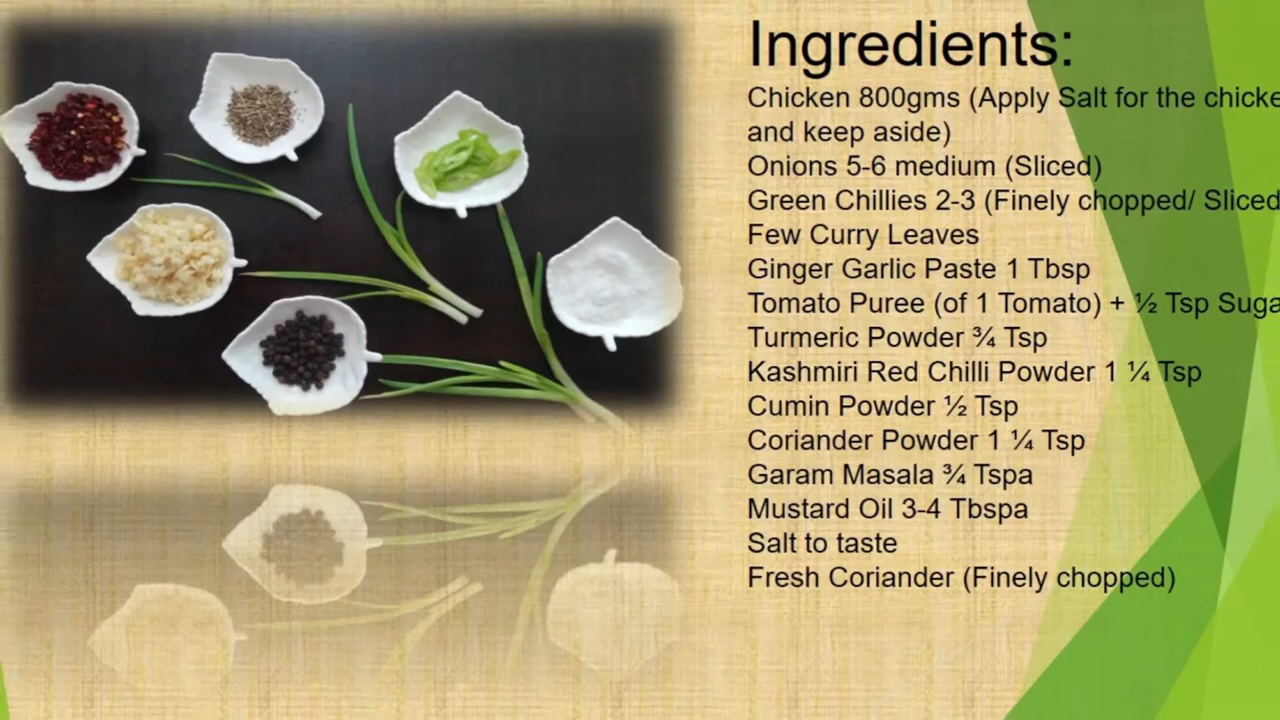 Ingredients:
Chicken 800gms (Apply Salt for the chicke
and keep aside)
Onions 5-6 medium (Sliced)
Green Chillies 2-3 (Finely chopped/ Sliced
Few Curry Leaves
Ginger Garlic Paste 1 Tbsp
Tomato Puree (of 1 Tomato) + ½ Tsp Suga
Turmeric Powder ¾ Tsp
Kashmiri Red Chilli Powder 1 ¼ Tsp
Cumin Powder ½ Tsp
Coriander Powder 1 ¼ Tsp
Garam Masala ¾ Tspa
Mustard Oil 3-4 Tbspa
Salt to taste
Fresh Coriander (Finely chopped)